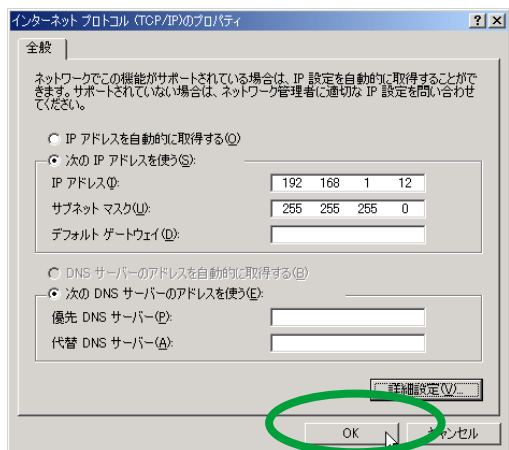 インターネット プロトコル (TCP/IP)のプロパティ
全般
ネットワークでこの機能がサポートされている場合は、IP 設定を自動的に取得することがで
きます。サポートされていない場合は、ネットワーク管理者に適切な IP 設定を問い合わせ
てください。
IP アドレスを自動的に取得する(O)
次の IP アドレスを使う(S):
IP アドレス(I): 192 168 1 12
サブネット マスク(U): 255 255 255 0
デフォルト ゲートウェイ(D):
DNS サーバーのアドレスを自動的に取得する(B)
次の DNS サーバーのアドレスを使う(E):
優先 DNS サーバー(P):
代替 DNS サーバー(A):
詳細設定(V)...
OK キャンセル